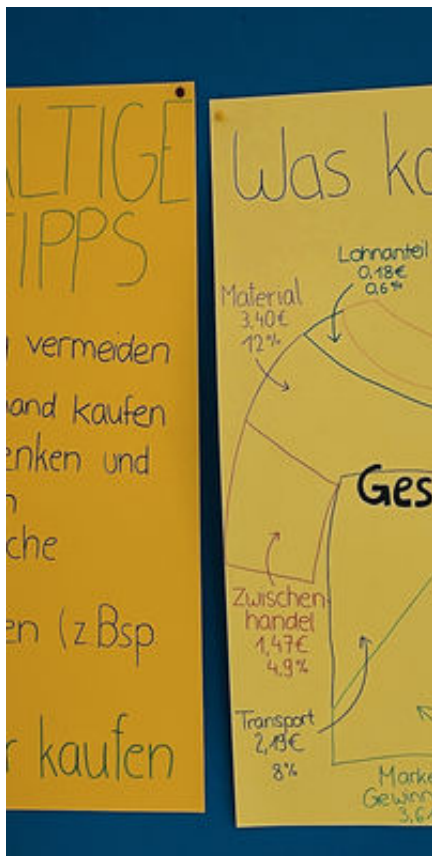 ALTIGE
TIPPS
vermeiden
and kaufen
enken und
n
che
en (z.Bsp
r kaufen
Was ko
Lohnanteil
0,18€
0,6%
Material
3,40€
12%
Ges
Zwischen-
handel
1,47€
4,9%
Transport
2,19€
8%
Marke
Gewinn
3,6